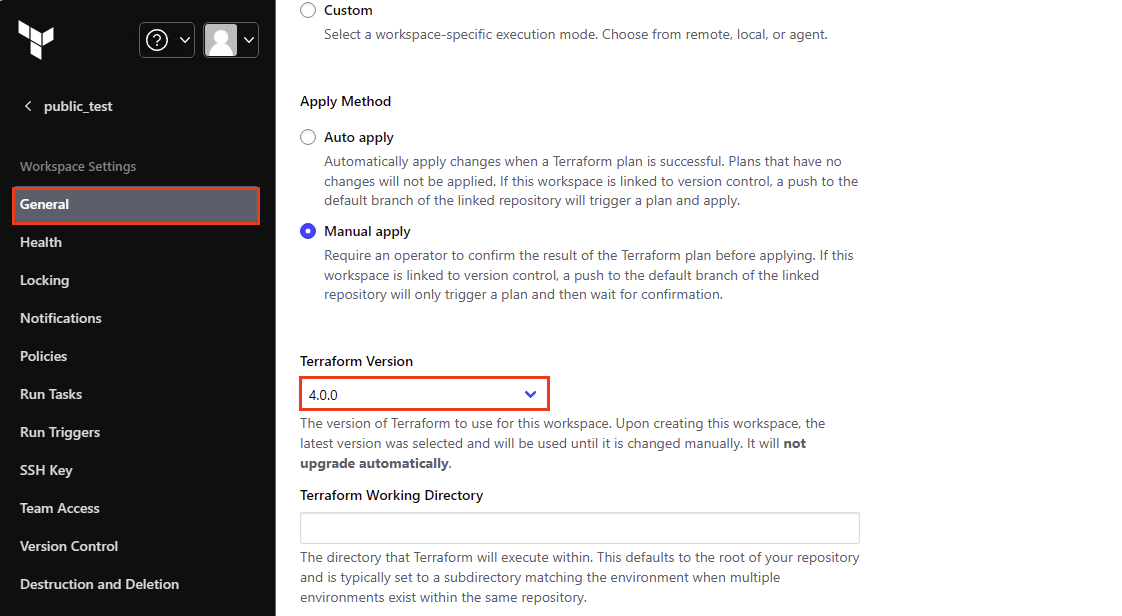 public_test
Workspace Settings
General
Health
Locking
Notifications
Policies
Run Tasks
Run Triggers
SSH Key
Team Access
Version Control
Destruction and Deletion
Custom
Select a workspace-specific execution mode. Choose from remote, local, or agent.
Apply Method
Auto apply
Automatically apply changes when a Terraform plan is successful. Plans that have no
changes will not be applied. If this workspace is linked to version control, a push to the
default branch of the linked repository will trigger a plan and apply.
Manual apply
Require an operator to confirm the result of the Terraform plan before applying. If this
workspace is linked to version control, a push to the default branch of the linked
repository will only trigger a plan and then wait for confirmation.
Terraform Version
4.0.0
The version of Terraform to use for this workspace. Upon creating this workspace, the
latest version was selected and will be used until it is changed manually. It will not
upgrade automatically.
Terraform Working Directory
The directory that Terraform will execute within. This defaults to the root of your repository
and is typically set to a subdirectory matching the environment when multiple
environments exist within the same repository.